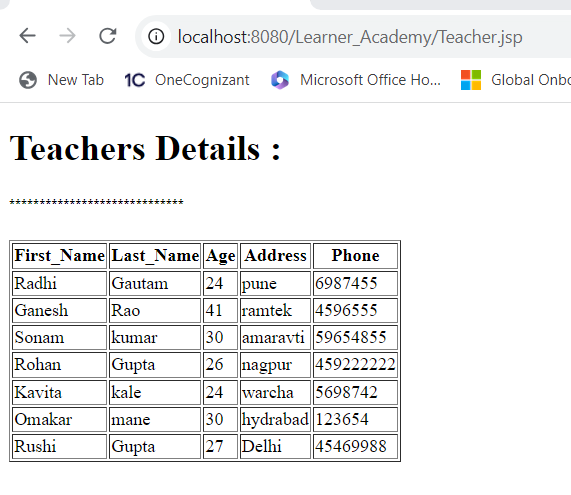 localhost:8080/Learner_Academy/Teacher.jsp
New Tab 1C OneCognizant Microsoft Office Ho... Global Onbo
Teachers Details :
*****************************
First_Name Last_Name Age Address Phone
Radhi Gautam 24 pune 6987455
Ganesh Rao 41 ramtek 4596555
Sonam kumar 30 amaravti 59654855
Rohan Gupta 26 nagpur 459222222
Kavita kale 24 warcha 5698742
Omakar mane 30 hydrabad 123654
Rushi Gupta 27 Delhi 45469988